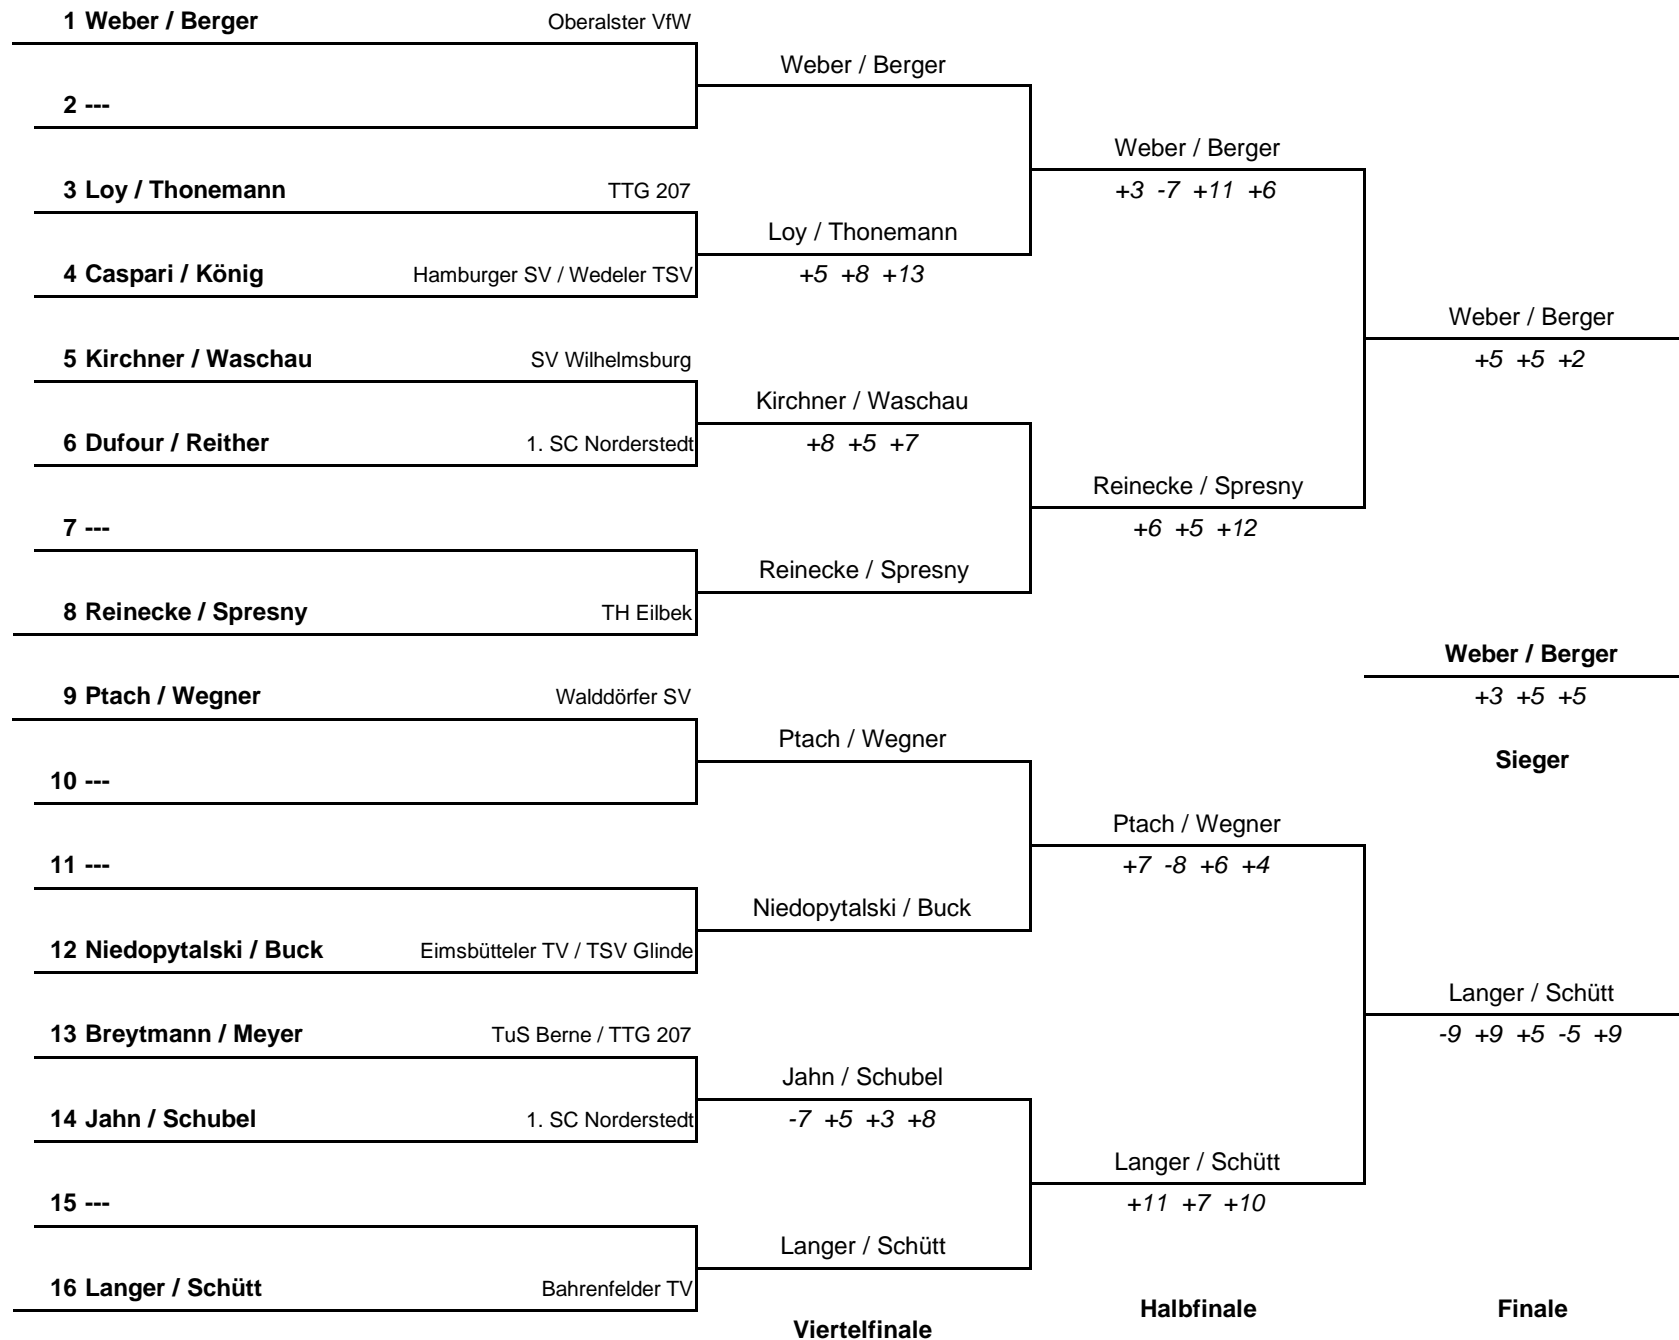 1 Weber / Berger Oberalster VfW
Weber / Berger
2 ---
Weber / Berger
3 Loy / Thonemann TTG 207 +3 -7 +11 +6
Loy / Thonemann
4 Caspari / König Hamburger SV / Wedeler TSV +5 +8 +13
Weber / Berger
5 Kirchner / Waschau SV Wilhelmsburg +5 +5 +2
Kirchner / Waschau
6 Dufour / Reither 1. SC Norderstedt +8 +5 +7
Reinecke / Spresny
7 --- +6 +5 +12
Reinecke / Spresny
8 Reinecke / Spresny TH Eilbek
Weber / Berger
9 Ptach / Wegner Walddörfer SV +3 +5 +5
Ptach / Wegner
Sieger
10 ---
Ptach / Wegner
11 --- +7 -8 +6 +4
Niedopytalski / Buck
12 Niedopytalski / Buck Eimsbütteler TV / TSV Glinde
Langer / Schütt
13 Breytmann / Meyer TuS Berne / TTG 207 -9 +9 +5 -5 +9
Jahn / Schubel
14 Jahn / Schubel 1. SC Norderstedt -7 +5 +3 +8
Langer / Schütt
15 --- +11 +7 +10
Langer / Schütt
16 Langer / Schütt Bahrenfelder TV
Halbfinale Finale
Viertelfinale